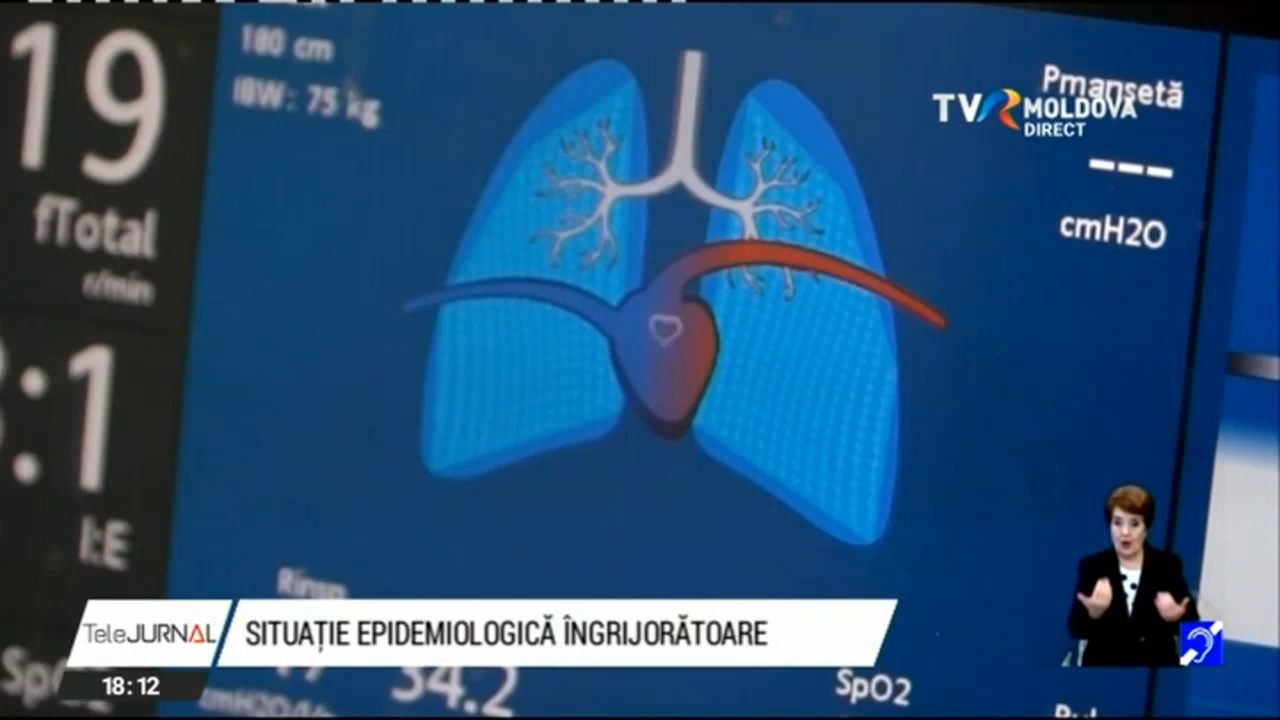 19
fTotal
r/min
:1
I:E
180 cm
IBW: 75 kg
Pmanșetă
TVR MOLDOVA
DIRECT
---
cmH2O
TeleJURNAL
SITUAȚIE EPIDEMIOLOGICĂ ÎNGRIJORĂTOARE
18:12
34.2
SpO2